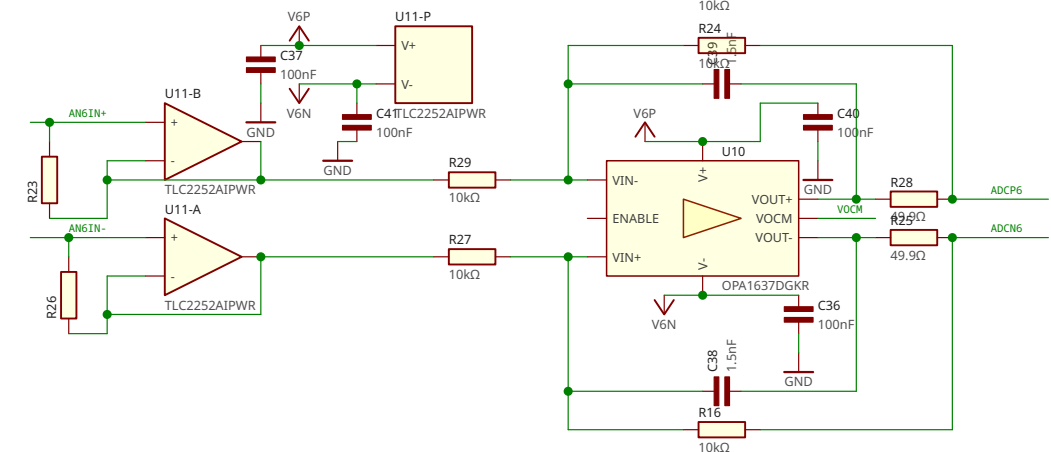 10kΩ
V6P
U11-P
R24
V+
C39
1.5nF
C37
10kΩ
100nF
V-
U11-B
V6N
C41
TLC2252AIPWR
V6P
C40
AN6IN+
+
GND
100nF
100nF
-
GND
U10
R29
V+
R23
TLC2252AIPWR
10kΩ
VIN-
GND
R28
ADCP6
VOUT+
U11-A
VOCM
49.9Ω
ENABLE
VOCM
AN6IN-
R25
ADCN6
+
R27
VOUT-
VIN+
49.9Ω
-
10kΩ
V-
OPA1637DGKR
R26
TLC2252AIPWR
C36
V6N
100nF
C38
1.5nF
GND
R16
10kΩ